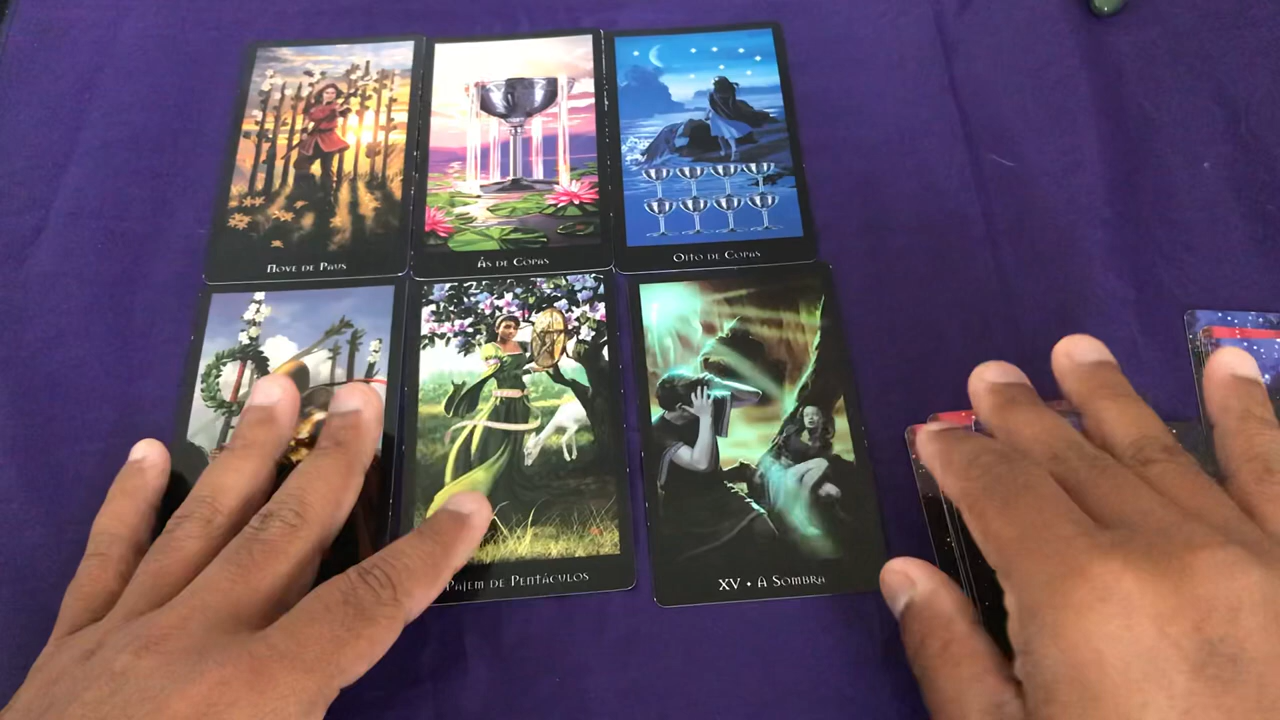 Nove de Paus
Ás de Copas
Oito de Copas
Pajem de Pentáculos
XV • A Sombra